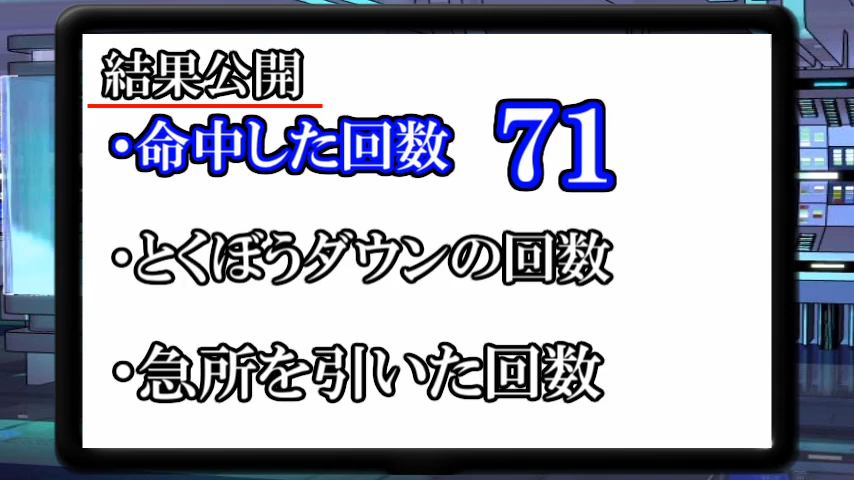 結果公開
・命中した回数 71
・とくぼうダウンの回数
・急所を引いた回数